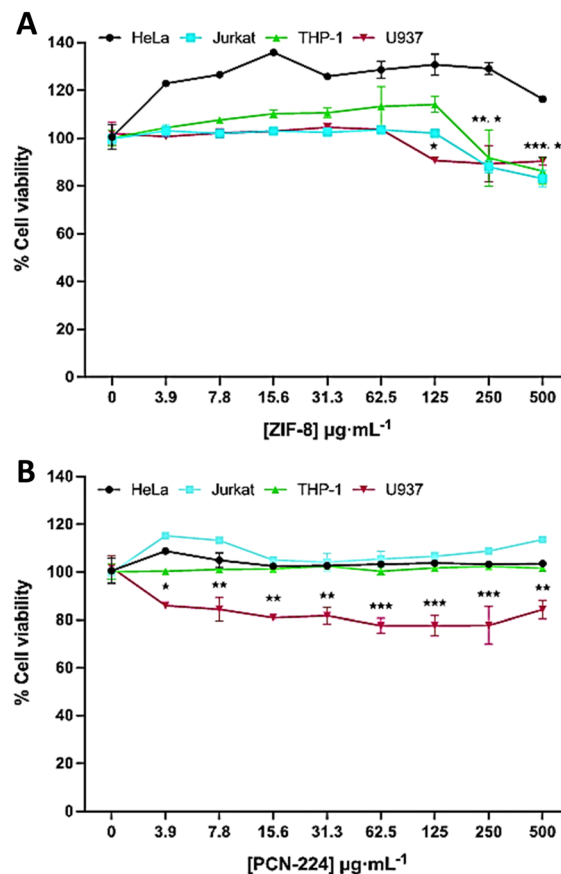 A
HeLa Jurkat THP-1 U937
140
120
100
80
60
40
20
0
% Cell viability
*
**. *
***. *
0 3.9 7.8 15.6 31.3 62.5 125 250 500
[ZIF-8] µg·mL⁻¹
B
HeLa Jurkat THP-1 U937
140
120
100
80
60
40
20
0
% Cell viability
* ** ** ** *** *** *** **
0 3.9 7.8 15.6 31.3 62.5 125 250 500
[PCN-224] µg·mL⁻¹